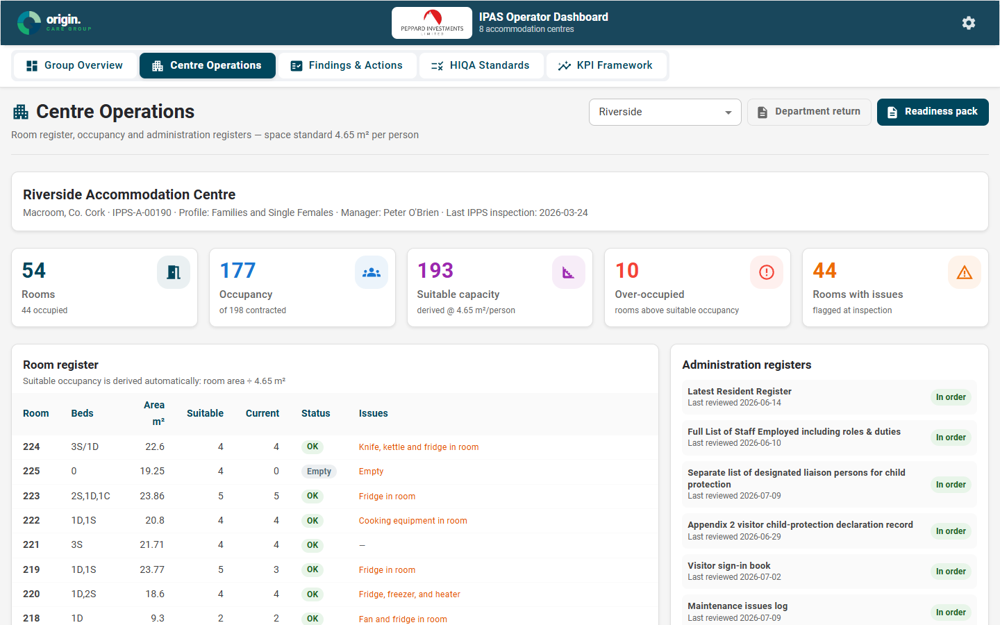 origin.
CARE GROUP
PEPPARD INVESTMENTS
LIMITED
IPAS Operator Dashboard
8 accommodation centres
Group Overview
Centre Operations
Findings & Actions
HIQA Standards
KPI Framework
Centre Operations
Room register, occupancy and administration registers — space standard 4.65 m² per person
Riverside
Department return
Readiness pack
Riverside Accommodation Centre
Macroom, Co. Cork · IPPS-A-00190 · Profile: Families and Single Females · Manager: Peter O'Brien · Last IPPS inspection: 2026-03-24
54
Rooms
44 occupied
177
Occupancy
of 198 contracted
193
Suitable capacity
derived @ 4.65 m²/person
10
Over-occupied
rooms above suitable occupancy
44
Rooms with issues
flagged at inspection
Room register
Suitable occupancy is derived automatically: room area ÷ 4.65 m²
Room Beds Area m² Suitable Current Status Issues
224 3S/1D 22.6 4 4 OK Knife, kettle and fridge in room
225 0 19.25 4 0 Empty Empty
223 2S,1D,1C 23.86 5 5 OK Fridge in room
222 1D,1S 20.8 4 4 OK Cooking equipment in room
221 3S 21.71 4 4 OK —
219 1D,1S 23.77 5 3 OK Fridge in room
220 1D,2S 18.6 4 4 OK Fridge, freezer, and heater
218 1D 9.3 2 2 OK Fan and fridge in room
Administration registers
Latest Resident Register
Last reviewed 2026-06-14
In order
Full List of Staff Employed including roles & duties
Last reviewed 2026-06-10
In order
Separate list of designated liaison persons for child
protection
Last reviewed 2026-07-09
In order
Appendix 2 visitor child-protection declaration record
Last reviewed 2026-06-29
In order
Visitor sign-in book
Last reviewed 2026-07-02
In order
Maintenance issues log
Last reviewed 2026-07-09
In order